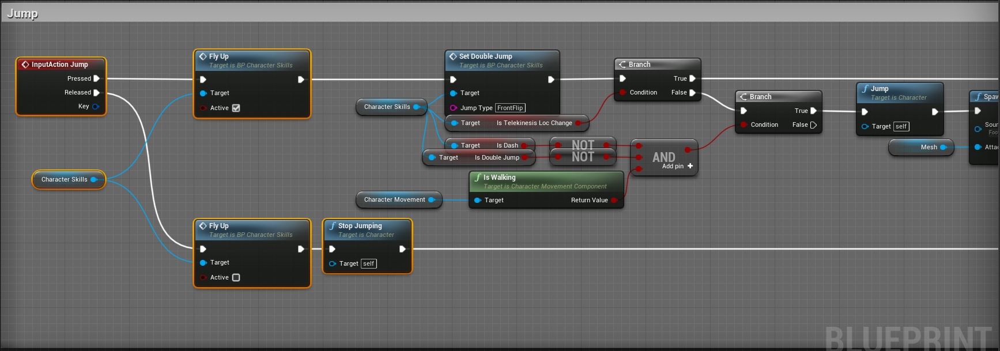 Jump
InputAction Jump
Pressed
Released
Key
Character Skills
Fly Up
Target is BP Character Skills
Target
Active
Fly Up
Target is BP Character Skills
Target
Active
Stop Jumping
Target is Character
Target self
Character Skills
Set Double Jump
Target is BP Character Skills
Target
Jump Type FrontFlip
Target Is Telekinesis Loc Change
Target Is Dash
Target Is Double Jump
NOT
NOT
AND
Add pin
Character Movement
Is Walking
Target is Character Movement Component
Target Return Value
Branch
True
Condition False
Branch
True
Condition False
Jump
Target is Character
Target self
Mesh
BLUEPRINT